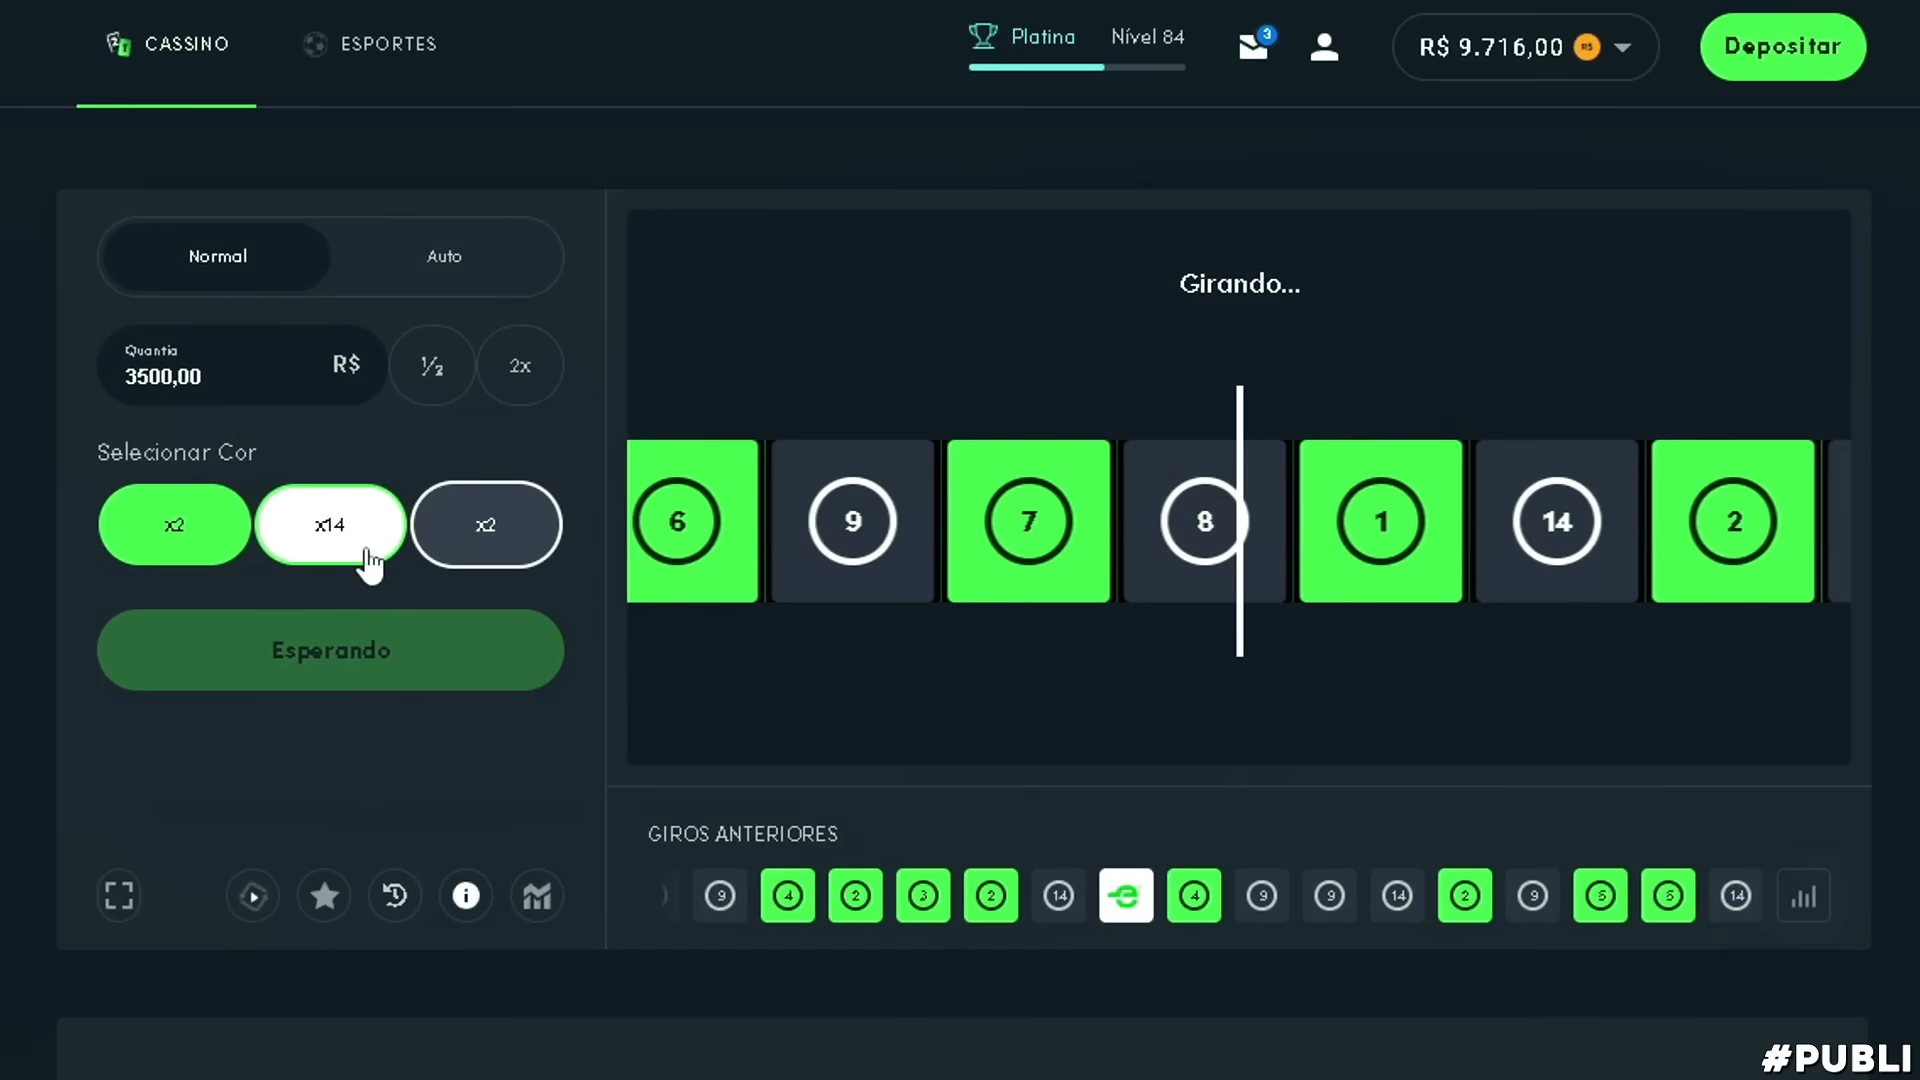 CASSINO
ESPORTES
Platina
Nível 84
3
R$ 9.716,00
R$
Depositar
Normal
Auto
Quantia
3500,00
R$
1/2
2x
Selecionar Cor
x2
x14
x2
Esperando
Girando...
6
9
7
8
1
14
2
GIROS ANTERIORES
9
4
2
3
2
14
e
4
9
9
14
2
9
5
5
14
#PUBLI